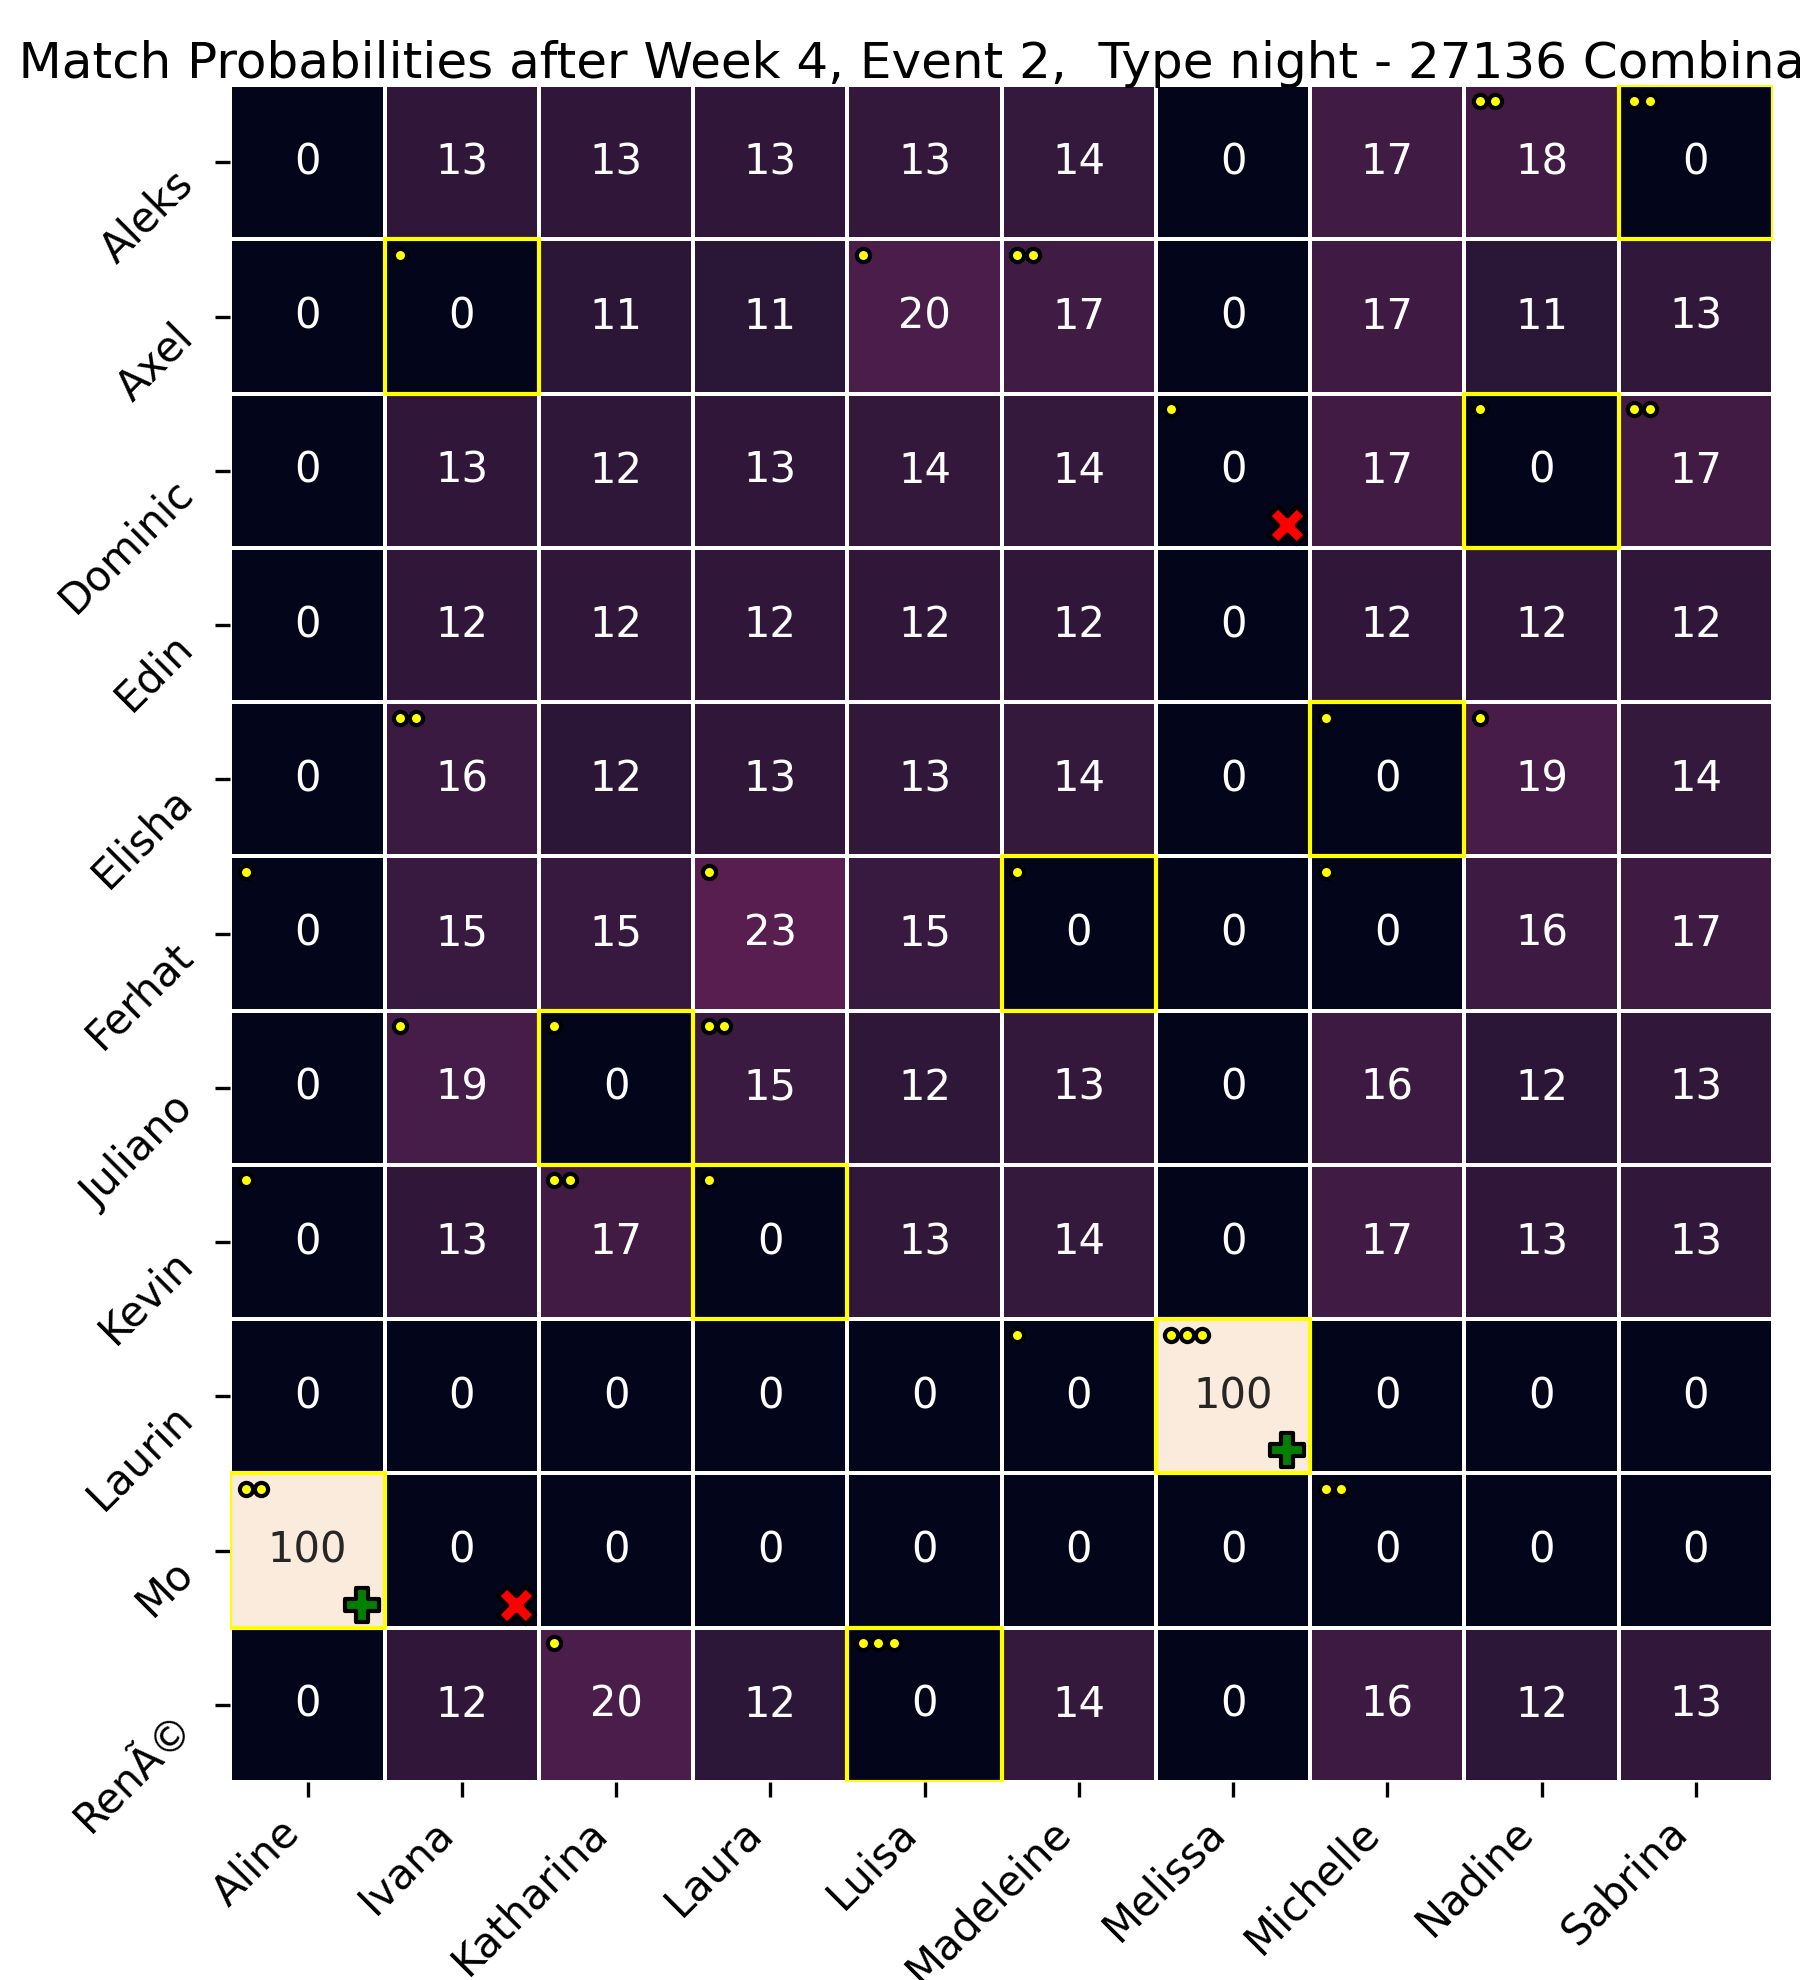 Match Probabilities after Week 4, Event 2,  Type night - 27136 Combina
Aleks 0 13 13 13 13 14 0 17 18 0
Axel 0 0 11 11 20 17 0 17 11 13
Dominic 0 13 12 13 14 14 0 17 0 17
Edin 0 12 12 12 12 12 0 12 12 12
Elisha 0 16 12 13 13 14 0 0 19 14
Ferhat 0 15 15 23 15 0 0 0 16 17
Juliano 0 19 0 15 12 13 0 16 12 13
Kevin 0 13 17 0 13 14 0 17 13 13
Laurin 0 0 0 0 0 0 100 0 0 0
Mo 100 0 0 0 0 0 0 0 0 0
RenÃ© 0 12 20 12 0 14 0 16 12 13
Aline Ivana Katharina Laura Luisa Madeleine Melissa Michelle Nadine Sabrina